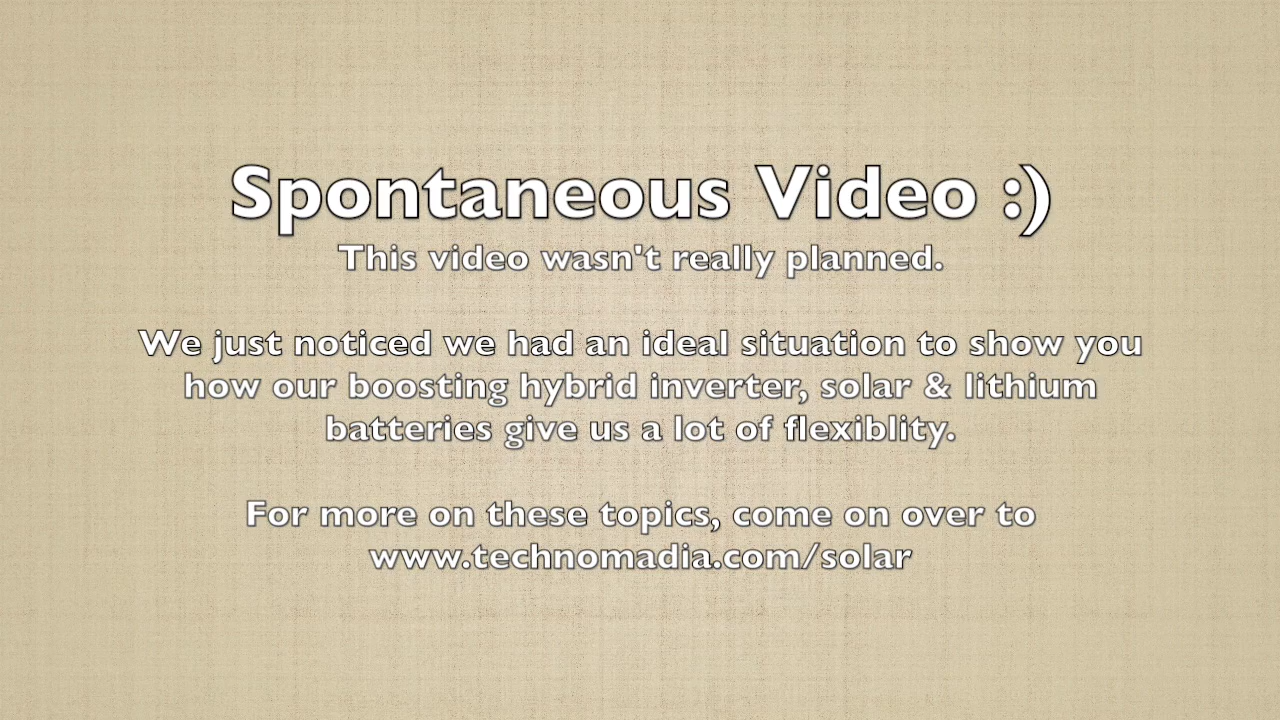 Spontaneous Video :)
This video wasn't really planned.
We just noticed we had an ideal situation to show you
how our boosting hybrid inverter, solar & lithium
batteries give us a lot of flexiblity.
For more on these topics, come on over to
www.technomadia.com/solar